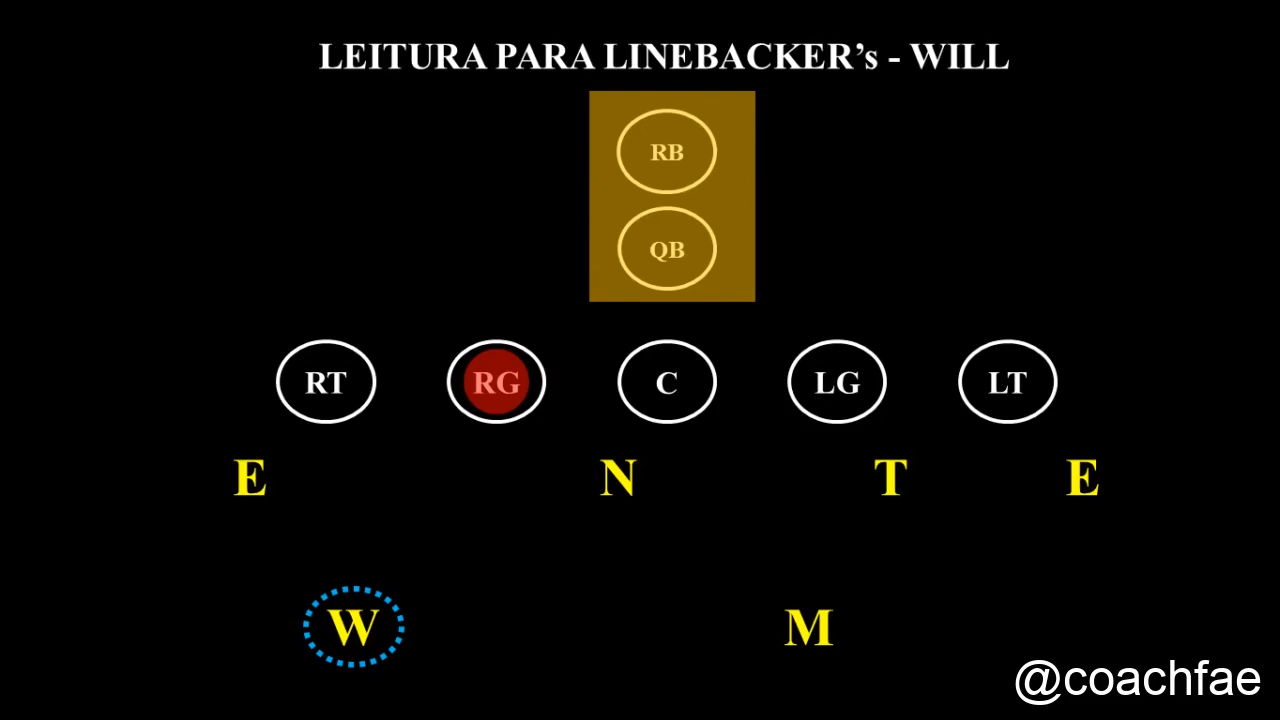 LEITURA PARA LINEBACKER’s - WILL
RB
QB
RT RG C LG LT
E N T E
W M
@coachfae